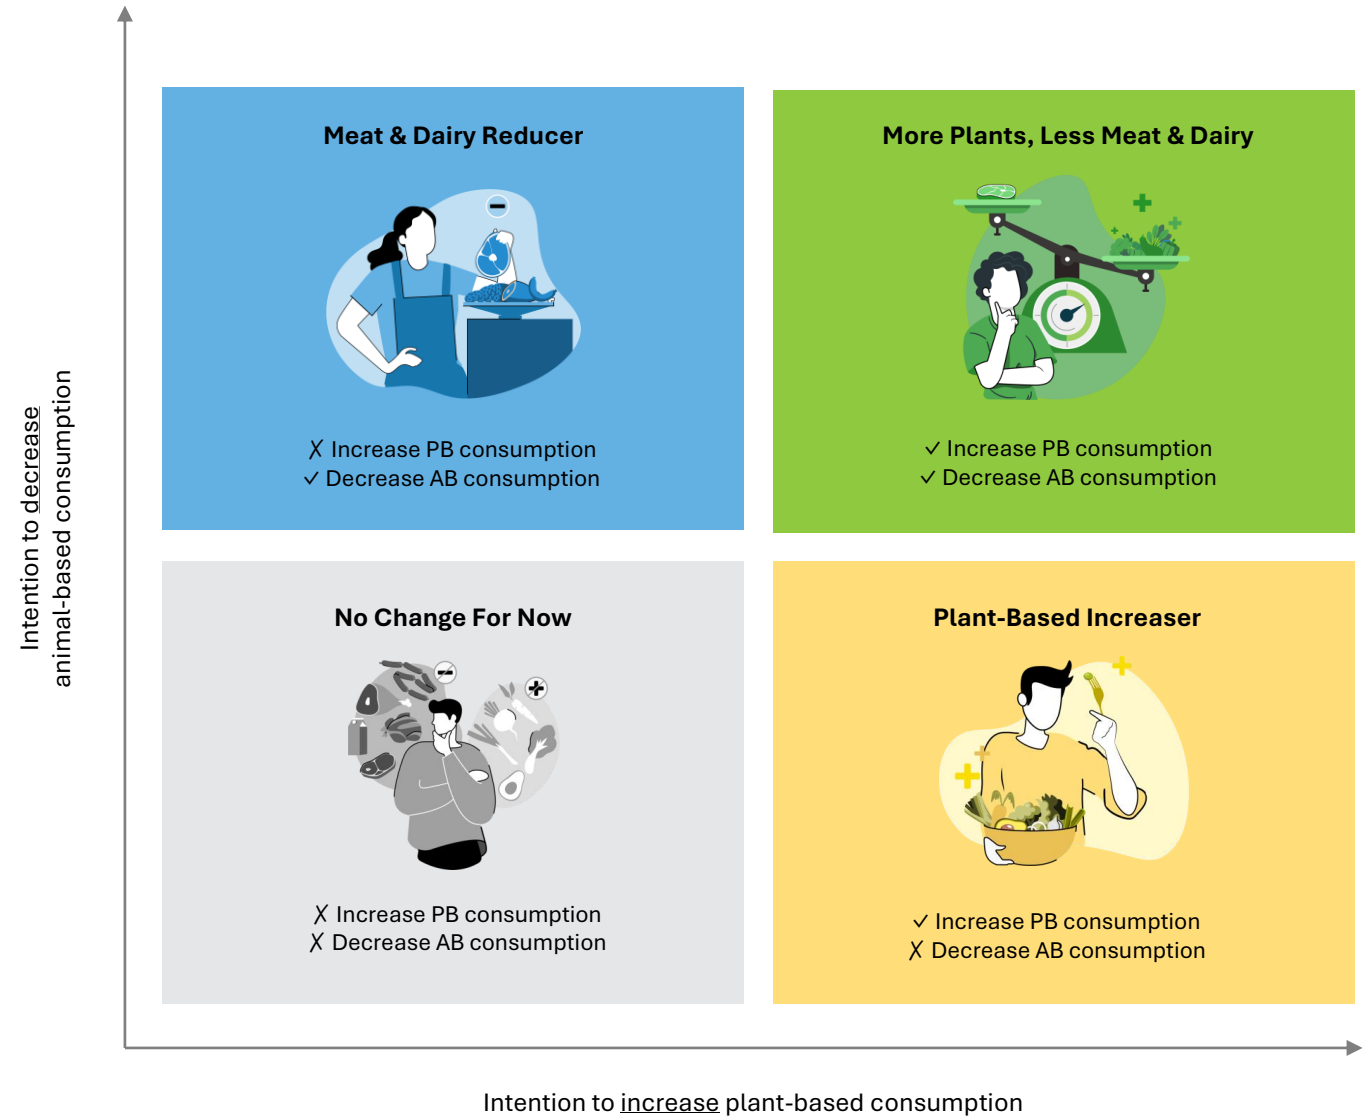 Intention to decrease
animal-based consumption
Meat & Dairy Reducer
✗ Increase PB consumption
✓ Decrease AB consumption
More Plants, Less Meat & Dairy
✓ Increase PB consumption
✓ Decrease AB consumption
No Change For Now
✗ Increase PB consumption
✗ Decrease AB consumption
Plant-Based Increaser
✓ Increase PB consumption
✗ Decrease AB consumption
Intention to increase plant-based consumption